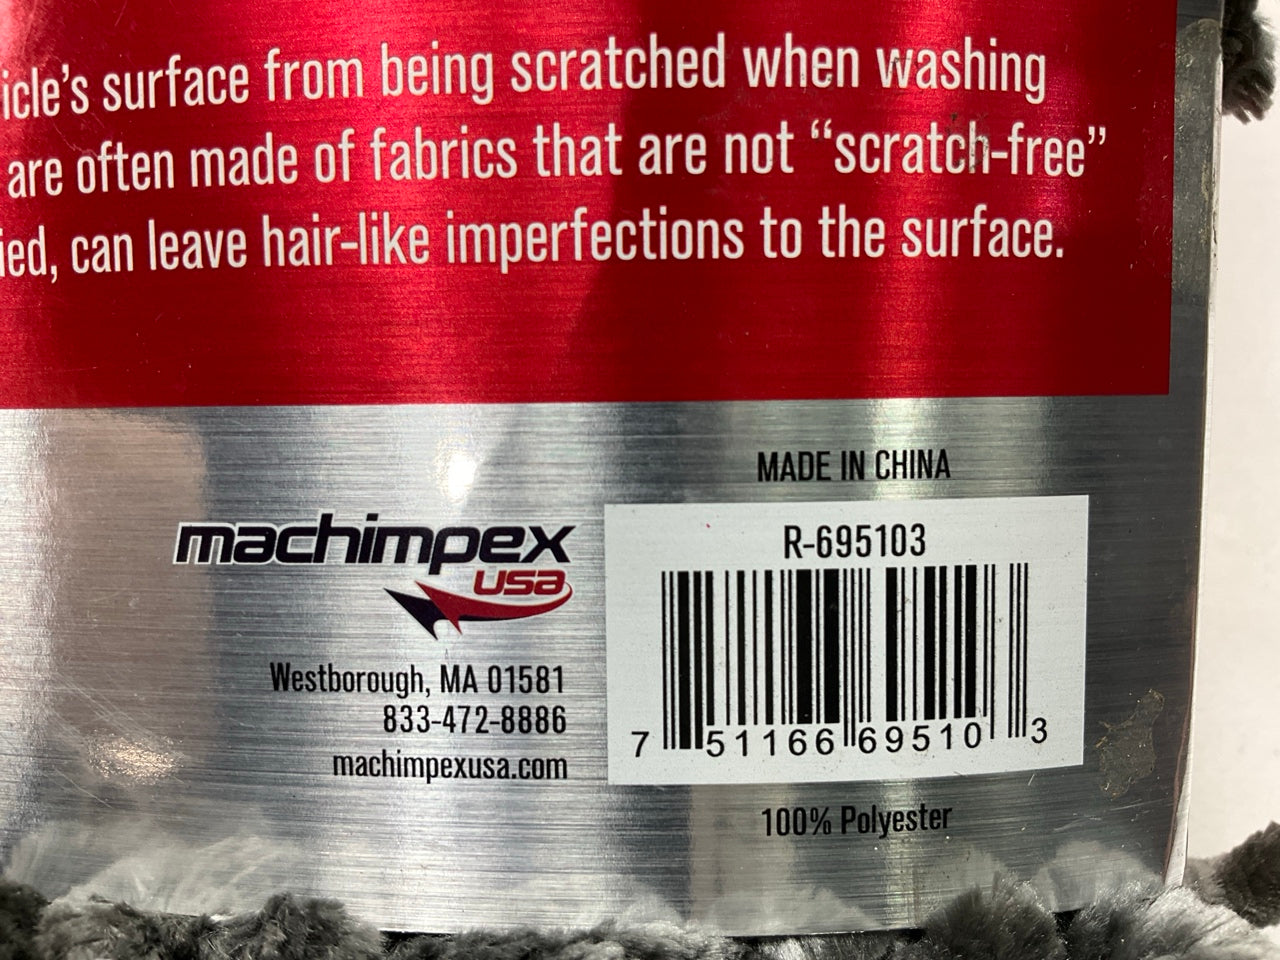 icle's surface from being scratched when washing
are often made of fabrics that are not “scratch-free”
ied, can leave hair-like imperfections to the surface.
MADE IN CHINA
machimpex
usa
Westborough, MA 01581
833-472-8886
machimpexusa.com
R-695103
7 51166 69510 3
100% Polyester